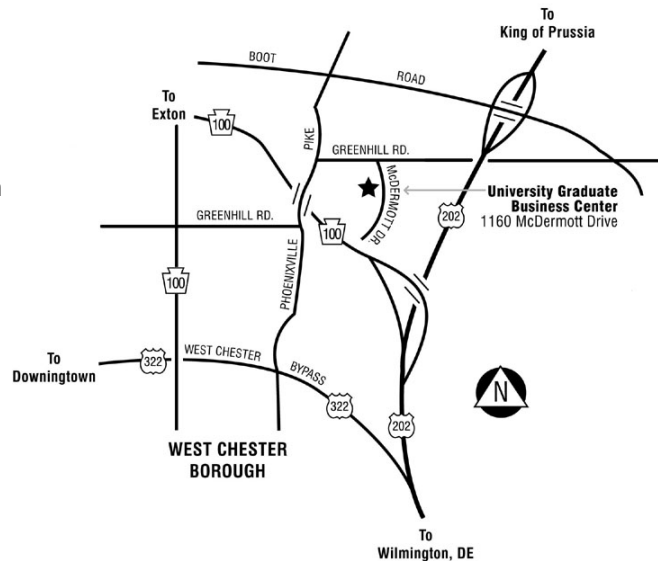 To
King of Prussia
BOOT
ROAD
To
Exton
100
PIKE
GREENHILL RD.
McDERMOTT DR.
University Graduate
Business Center
1160 McDermott Drive
202
GREENHILL RD.
100
100
PHOENIXVILLE
To
Downingtown
322
WEST CHESTER
BYPASS
322
N
202
WEST CHESTER
BOROUGH
To
Wilmington, DE